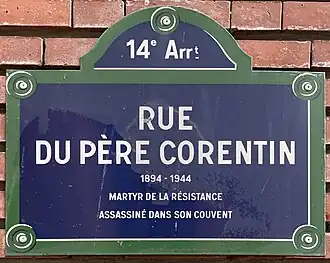 14e Arrt
RUE
DU PÈRE CORENTIN
1894 - 1944
MARTYR DE LA RÉSISTANCE
ASSASSINÉ DANS SON COUVENT